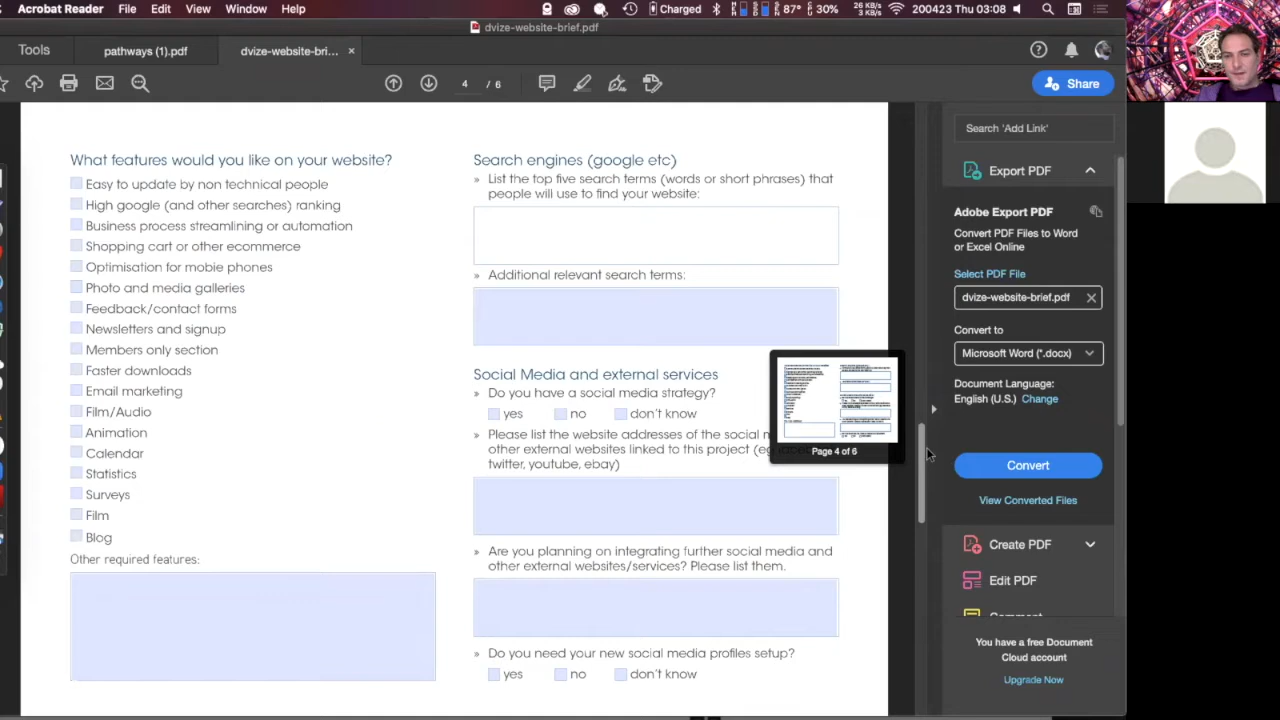 Acrobat Reader File Edit View Window Help
Charged 87° 30% 26 KB/s 3 KB/s 200423 Thu 03:08
dvize-website-brief.pdf
Tools pathways (1).pdf dvize-website-bri... ×
4 / 6
Share
What features would you like on your website?
Easy to update by non technical people
High google (and other searches) ranking
Business process streamlining or automation
Shopping cart or other ecommerce
Optimisation for mobie phones
Photo and media galleries
Feedback/contact forms
Newsletters and signup
Members only section
Faster downloads
Email marketing
Film/Audio
Animation
Calendar
Statistics
Surveys
Film
Blog
Other required features:
Search engines (google etc)
» List the top five search terms (words or short phrases) that
people will use to find your website:
» Additional relevant search terms:
Social Media and external services
» Do you have a social media strategy?
yes no don't know
» Please list the website addresses of the social m
other external websites linked to this project (eg
twitter, youtube, ebay)
» Are you planning on integrating further social media and
other external websites/services? Please list them.
» Do you need your new social media profiles setup?
yes no don't know
Page 4 of 6
Search 'Add Link'
Export PDF
Adobe Export PDF
Convert PDF Files to Word
or Excel Online
Select PDF File
dvize-website-brief.pdf
Convert to
Microsoft Word (*.docx)
Document Language:
English (U.S.) Change
Convert
View Converted Files
Create PDF
Edit PDF
Comment
You have a free Document
Cloud account
Upgrade Now